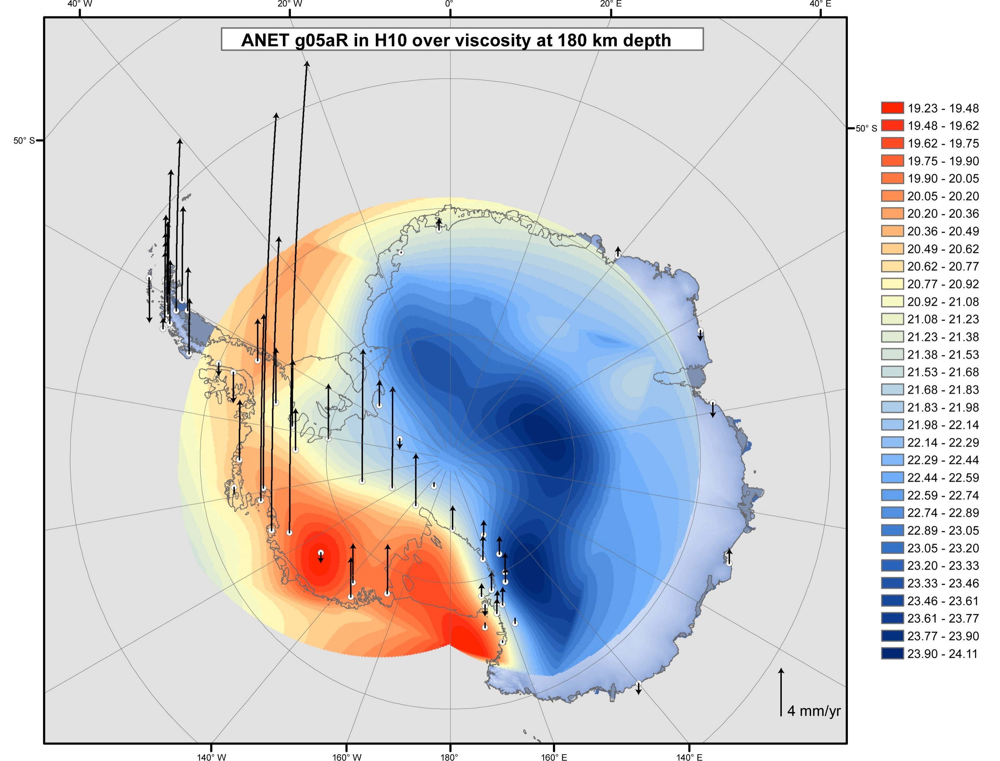 40° W
20° W
0°
20° E
40° E
ANET g05aR in H10 over viscosity at 180 km depth
50° S
50° S
19.23 - 19.48
19.48 - 19.62
19.62 - 19.75
19.75 - 19.90
19.90 - 20.05
20.05 - 20.20
20.20 - 20.36
20.36 - 20.49
20.49 - 20.62
20.62 - 20.77
20.77 - 20.92
20.92 - 21.08
21.08 - 21.23
21.23 - 21.38
21.38 - 21.53
21.53 - 21.68
21.68 - 21.83
21.83 - 21.98
21.98 - 22.14
22.14 - 22.29
22.29 - 22.44
22.44 - 22.59
22.59 - 22.74
22.74 - 22.89
22.89 - 23.05
23.05 - 23.20
23.20 - 23.33
23.33 - 23.46
23.46 - 23.61
23.61 - 23.77
23.77 - 23.90
23.90 - 24.11
4 mm/yr
140° W
160° W
180°
160° E
140° E